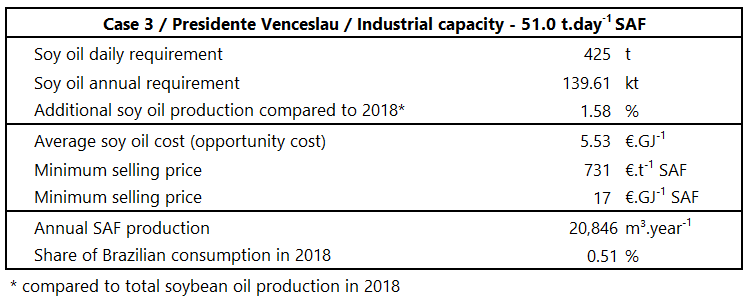 Case 3 / Presidente Venceslau / Industrial capacity - 51.0 t.day⁻¹ SAF
Soy oil daily requirement 425 t
Soy oil annual requirement 139.61 kt
Additional soy oil production compared to 2018* 1.58 %
Average soy oil cost (opportunity cost) 5.53 €.GJ⁻¹
Minimum selling price 731 €.t⁻¹ SAF
Minimum selling price 17 €.GJ⁻¹ SAF
Annual SAF production 20,846 m³.year⁻¹
Share of Brazilian consumption in 2018 0.51 %
* compared to total soybean oil production in 2018